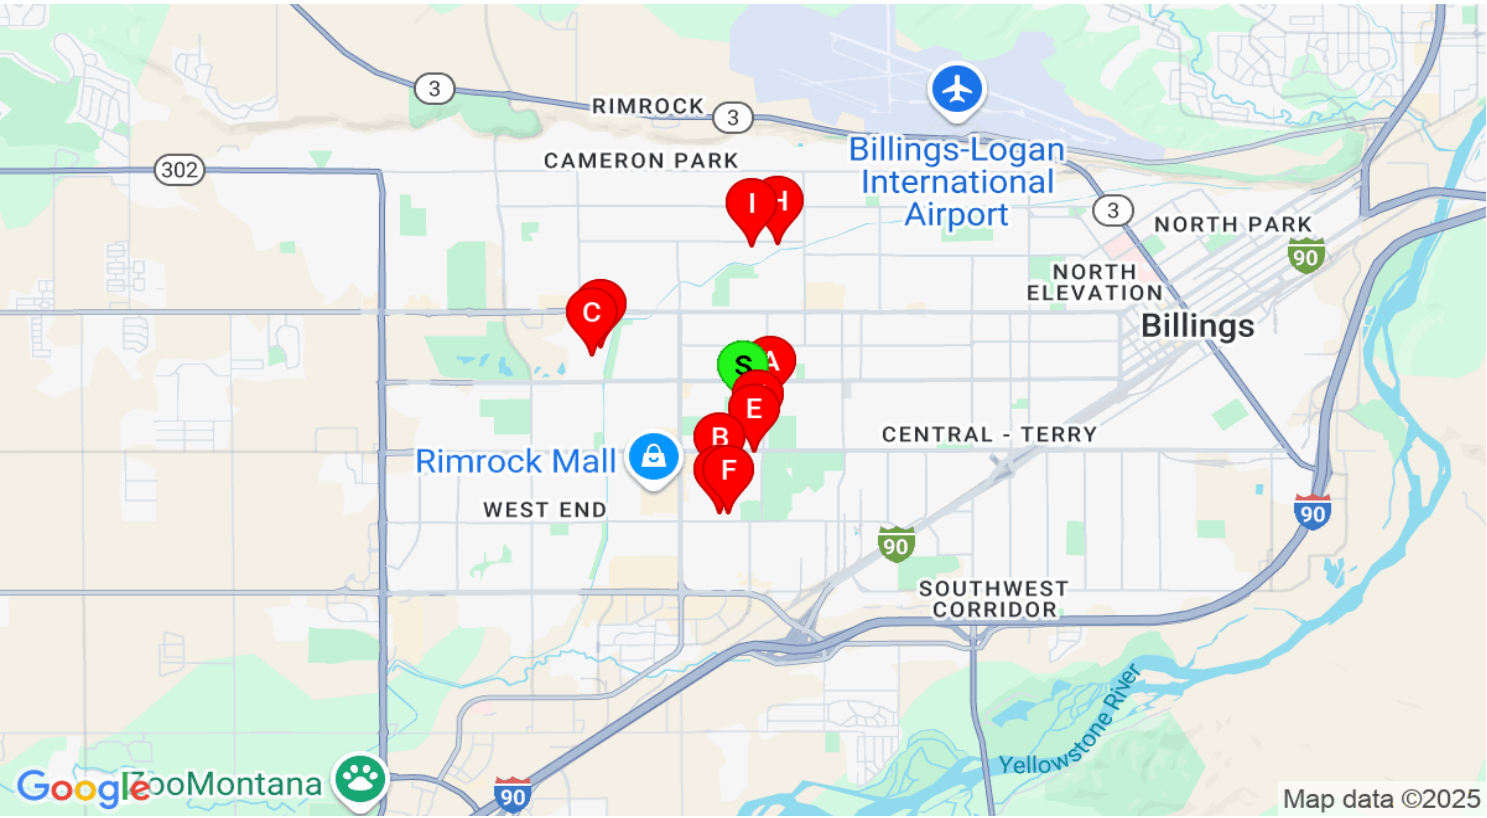 3
RIMROCK
3
CAMERON PARK
302
Billings-Logan
International
Airport
I
H
3
NORTH PARK
90
NORTH
ELEVATION
C
Billings
S
A
E
B
CENTRAL - TERRY
Rimrock Mall
F
WEST END
90
90
SOUTHWEST
CORRIDOR
Yellowstone River
ZooMontana
Google
90
Map data ©2025